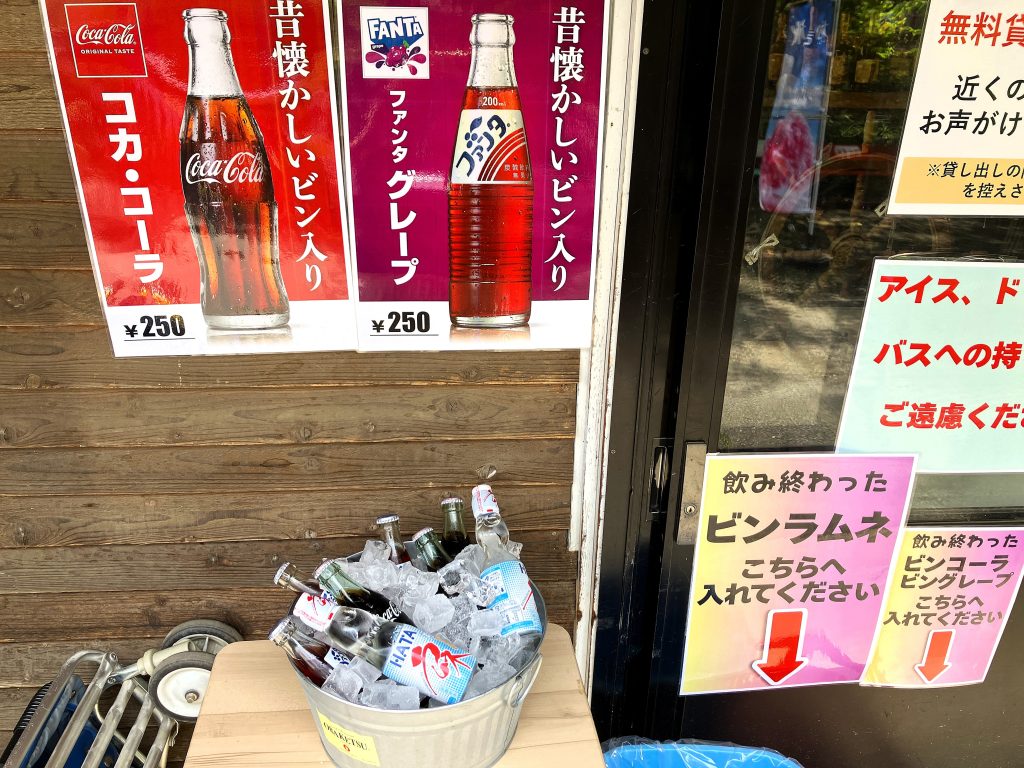 Coca-Cola
ORIGINAL TASTE
コカ・コーラ
昔懐かしいビン入り
Coca-Cola
¥250
FANTA
grape
ファンタグレープ
昔懐かしいビン入り
200
ファンタ
¥250
無料貸
近くの
お声がけ
※貸し出しの
を控えさ
アイス、ド
バスへの持
ご遠慮くだ
飲み終わった
ビンラムネ
こちらへ
入れてください
飲み終わった
ビンコーラ
ビングレープ
こちらへ
入れてください
HATA
OSAKETSU